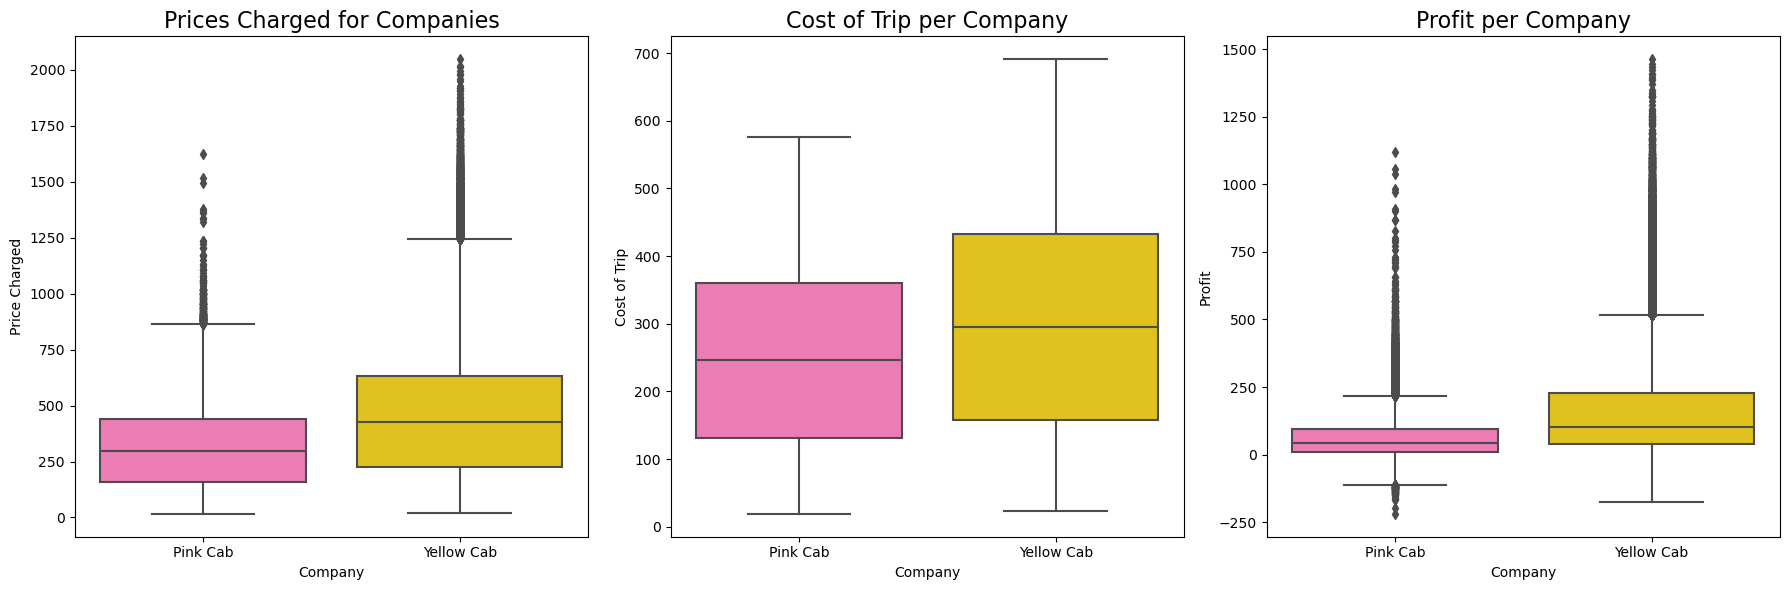 Prices Charged for Companies
Price Charged
2000
1750
1500
1250
1000
750
500
250
0
Pink Cab
Yellow Cab
Company
Cost of Trip per Company
Cost of Trip
700
600
500
400
300
200
100
0
Pink Cab
Yellow Cab
Company
Profit per Company
Profit
1500
1250
1000
750
500
250
0
−250
Pink Cab
Yellow Cab
Company